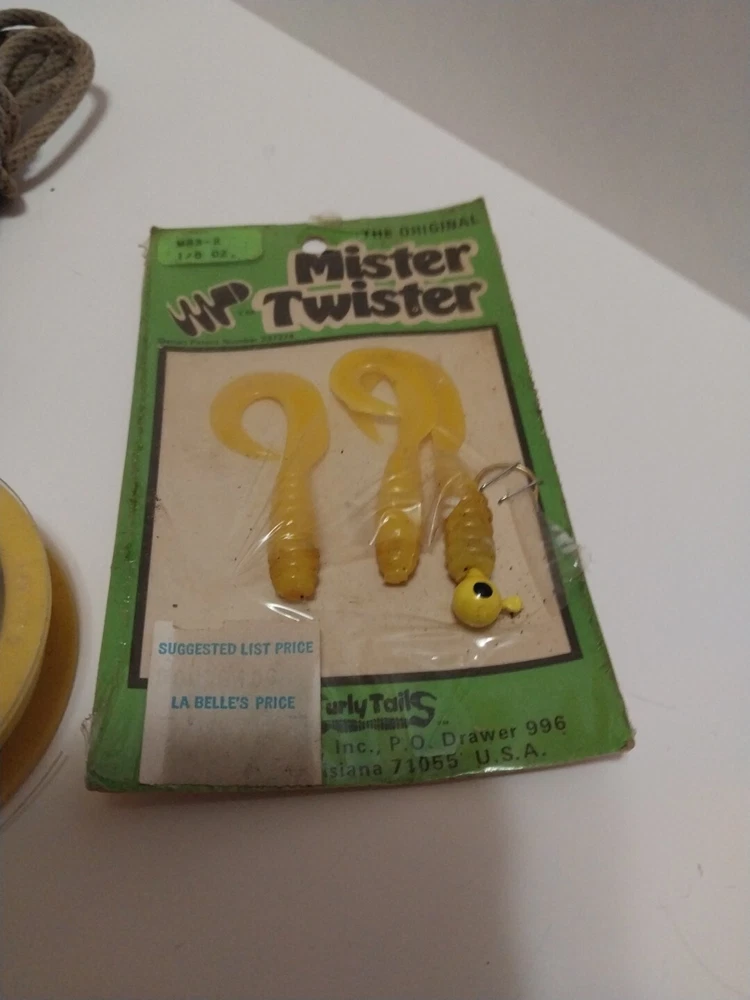 THE ORIGINAL
1/8 OZ.
Mister
Twister
SUGGESTED LIST PRICE
LA BELLE'S PRICE
Curly TailS
Inc., P.O. Drawer 996
71055 U.S.A.